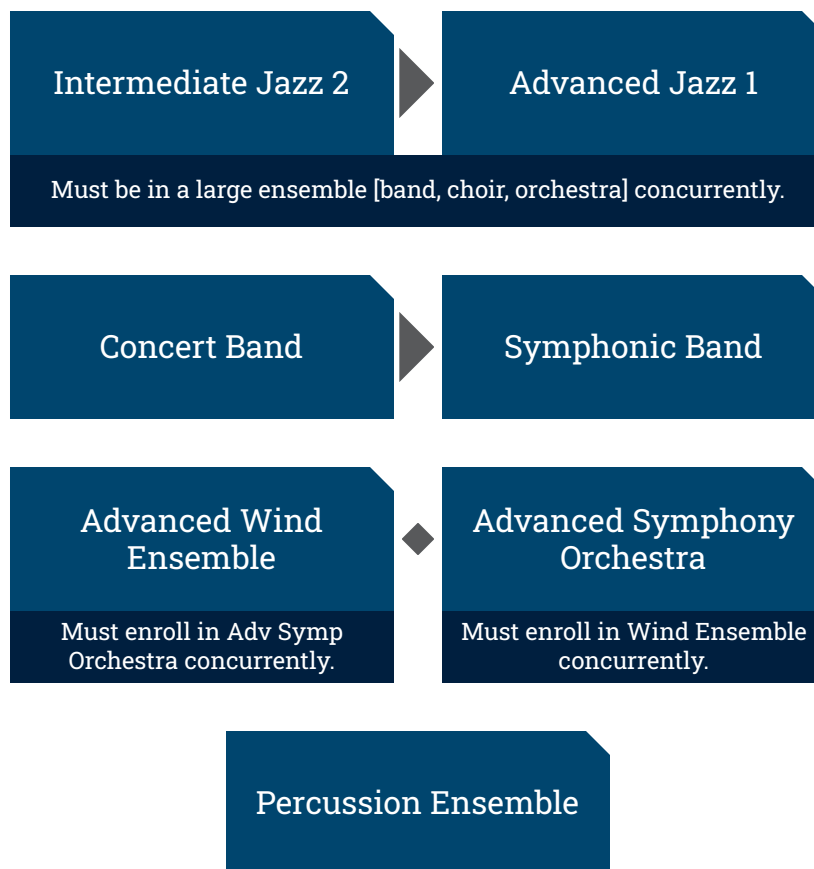 Intermediate Jazz 2
Advanced Jazz 1
Must be in a large ensemble [band, choir, orchestra] concurrently.
Concert Band
Symphonic Band
Advanced Wind
Ensemble
Advanced Symphony
Orchestra
Must enroll in Adv Symp
Orchestra concurrently.
Must enroll in Wind Ensemble
concurrently.
Percussion Ensemble